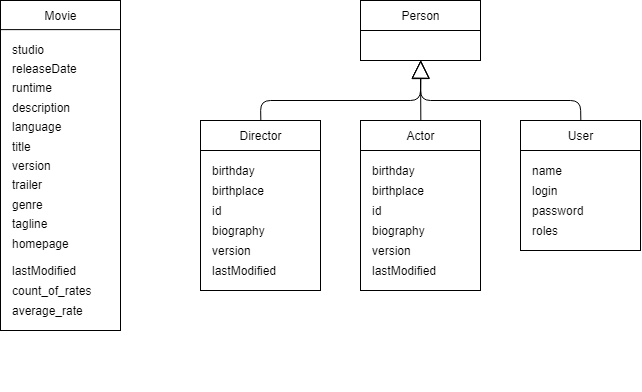 Movie
studio
releaseDate
runtime
description
language
title
version
trailer
genre
tagline
homepage
lastModified
count_of_rates
average_rate
Person
Director
birthday
birthplace
id
biography
version
lastModified
Actor
birthday
birthplace
id
biography
version
lastModified
User
name
login
password
roles